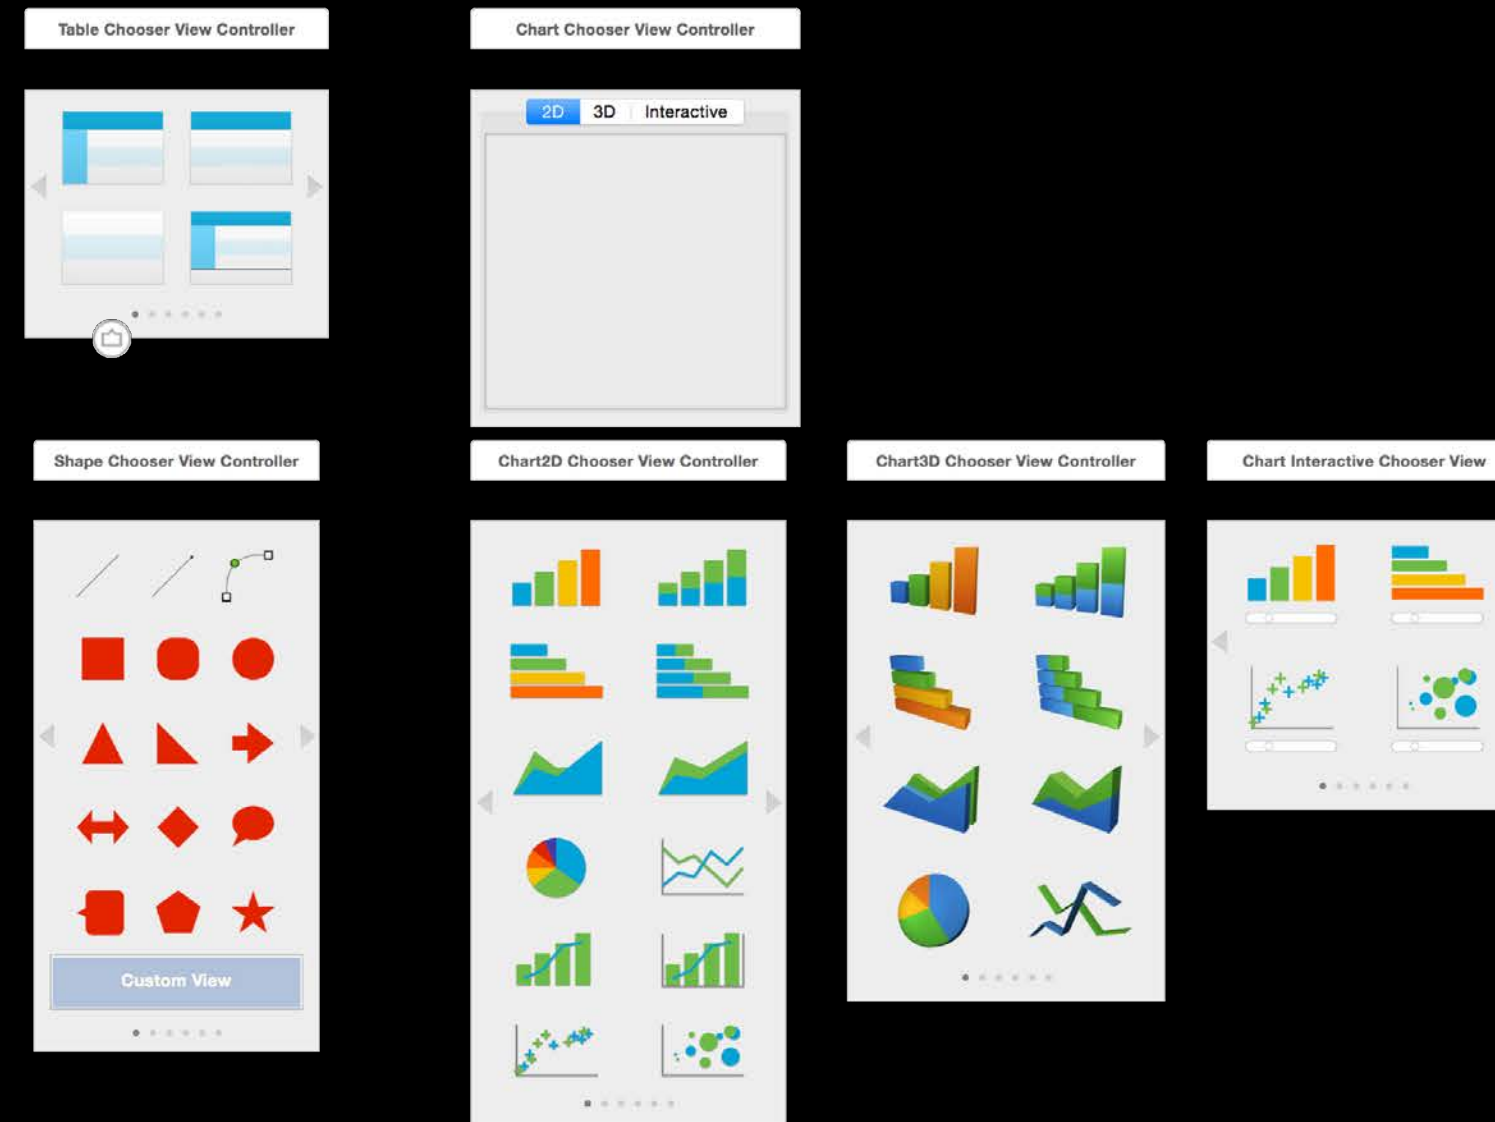 Table Chooser View Controller
Chart Chooser View Controller
2D 3D Interactive
Shape Chooser View Controller
Chart2D Chooser View Controller
Chart3D Chooser View Controller
Chart Interactive Chooser View
Custom View